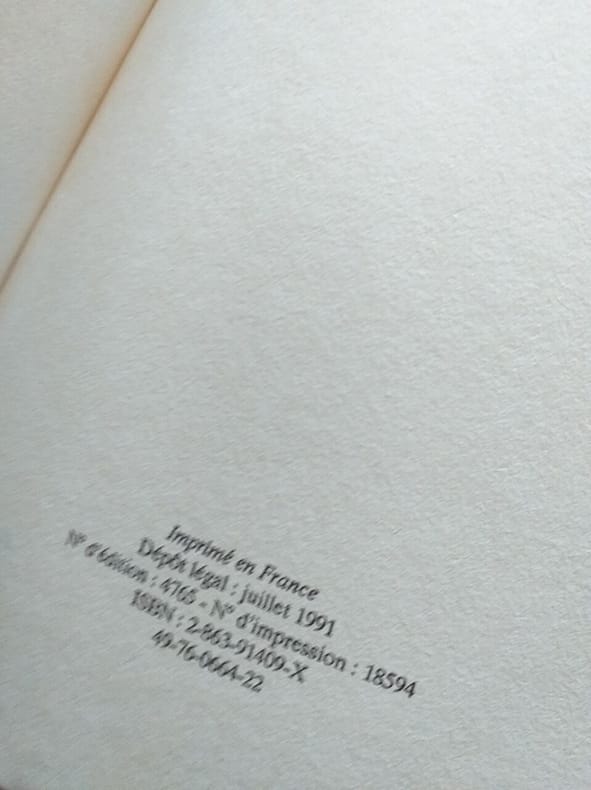 Imprimé en France
Dépôt légal : juillet 1991
N° d'édition : 4765 - N° d'impression : 18594
ISBN : 2-863-91409-X
49-76-0664-22